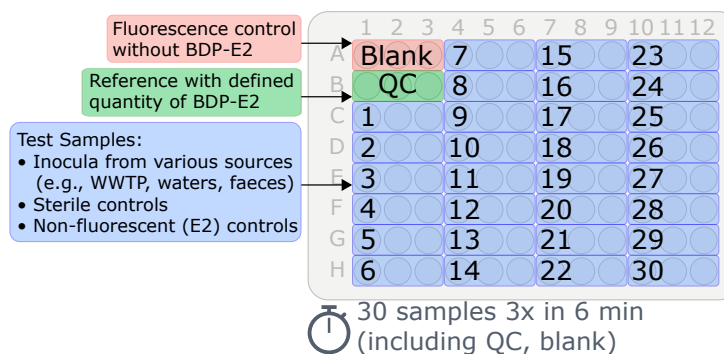 Fluorescence control
without BDP-E2
Reference with defined
quantity of BDP-E2
Test Samples:
• Inocula from various sources
(e.g., WWTP, waters, faeces)
• Sterile controls
• Non-fluorescent (E2) controls
1 2 3 4 5 6 7 8 9 10 11 12
A Blank 7 15 23
B QC 8 16 24
C 1 9 17 25
D 2 10 18 26
E 3 11 19 27
F 4 12 20 28
G 5 13 21 29
H 6 14 22 30
30 samples 3x in 6 min
(including QC, blank)